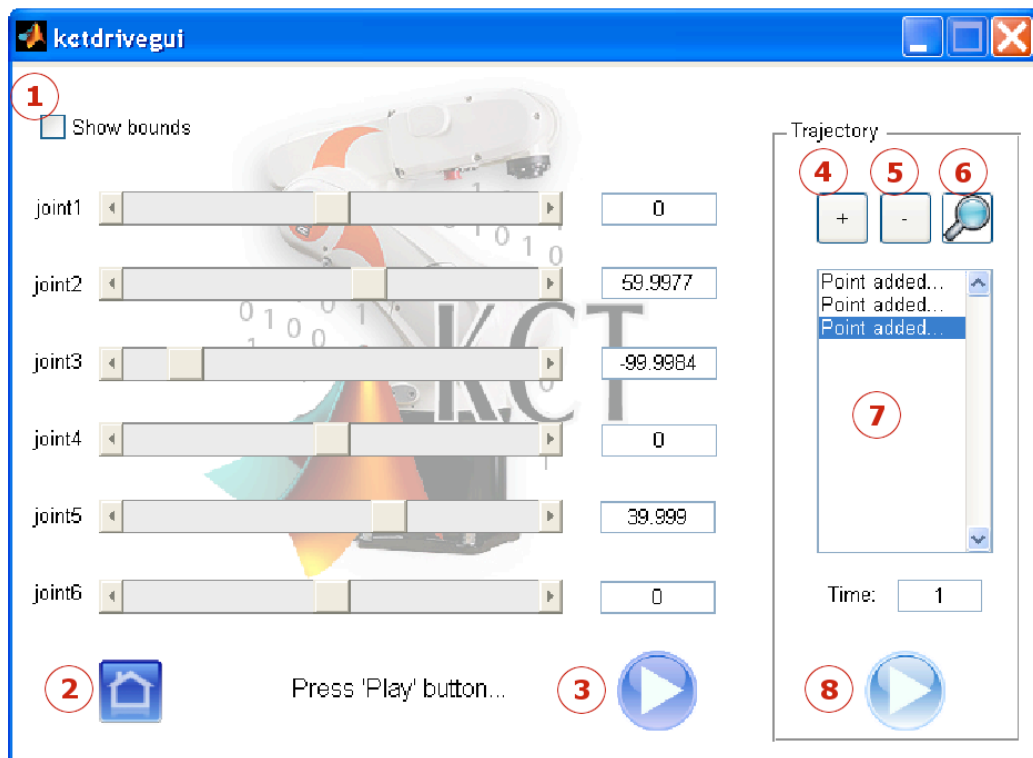 kctdrivegui
1
Show bounds
joint1
0
joint2
59.9977
joint3
-99.9984
joint4
0
joint5
39.999
joint6
0
2
Press 'Play' button...
3
KCT
Trajectory
4
5
6
+
-
Point added...
Point added...
Point added...
7
Time:
1
8